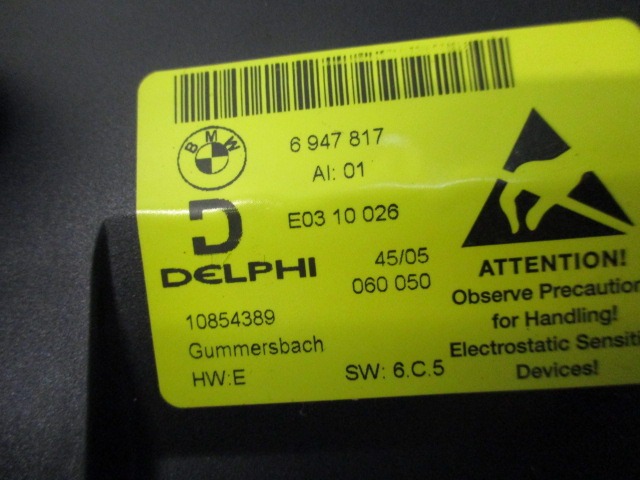 BMW
6 947 817
AI: 01
E03 10 026
DELPHI
45/05
060 050
10854389
Gummersbach
HW:E
SW: 6.C.5
ATTENTION!
Observe Precaution
for Handling!
Electrostatic Sensiti
Devices!